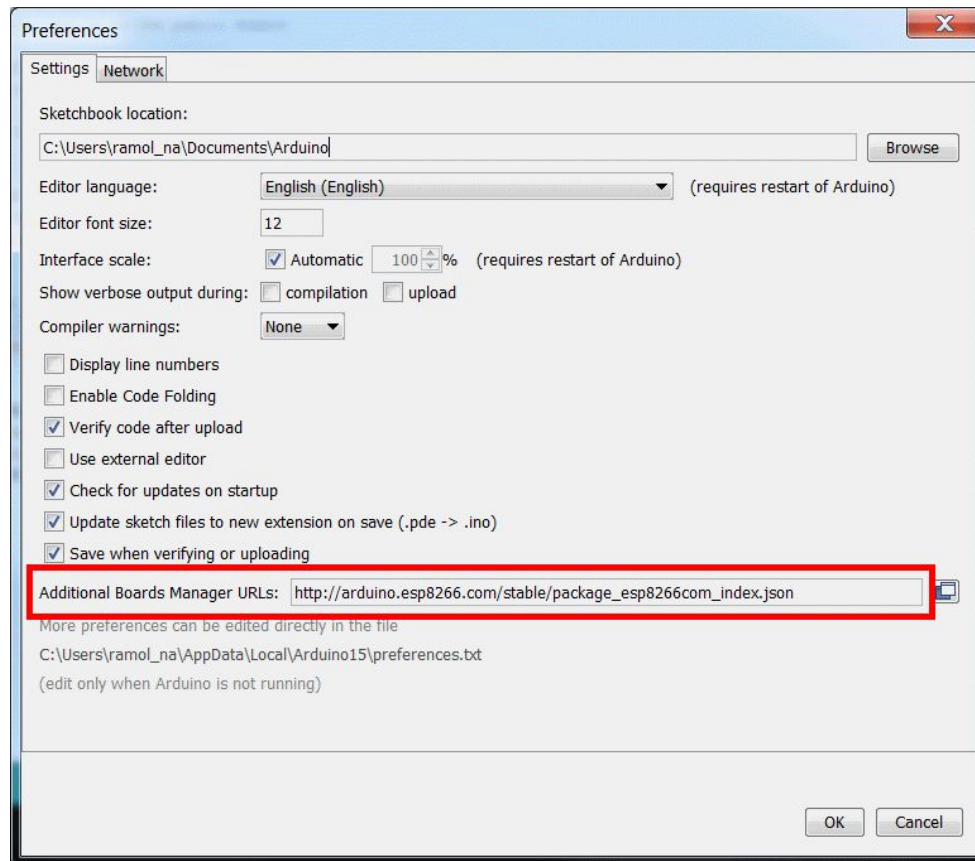 Preferences
Settings Network
Sketchbook location:
C:\Users\ramol_na\Documents\Arduino Browse
Editor language: English (English) (requires restart of Arduino)
Editor font size: 12
Interface scale: Automatic 100 % (requires restart of Arduino)
Show verbose output during: compilation upload
Compiler warnings: None
Display line numbers
Enable Code Folding
Verify code after upload
Use external editor
Check for updates on startup
Update sketch files to new extension on save (.pde -> .ino)
Save when verifying or uploading
Additional Boards Manager URLs: http://arduino.esp8266.com/stable/package_esp8266com_index.json
More preferences can be edited directly in the file
C:\Users\ramol_na\AppData\Local\Arduino15\preferences.txt
(edit only when Arduino is not running)
OK Cancel